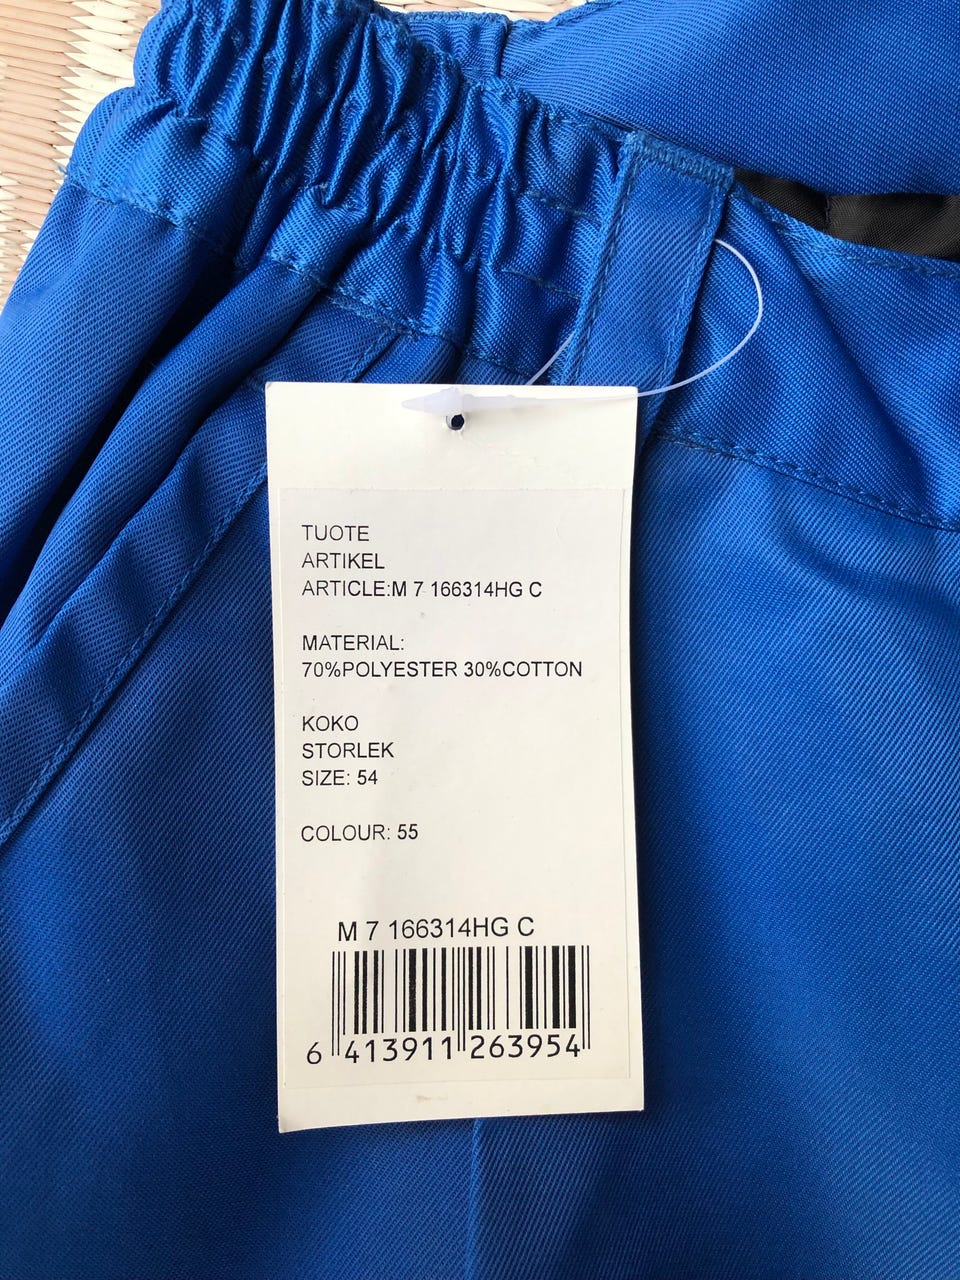 TUOTE
ARTIKEL
ARTICLE:M 7 166314HG C
MATERIAL:
70%POLYESTER 30%COTTON
KOKO
STORLEK
SIZE: 54
COLOUR: 55
M 7 166314HG C
6 413911 263954